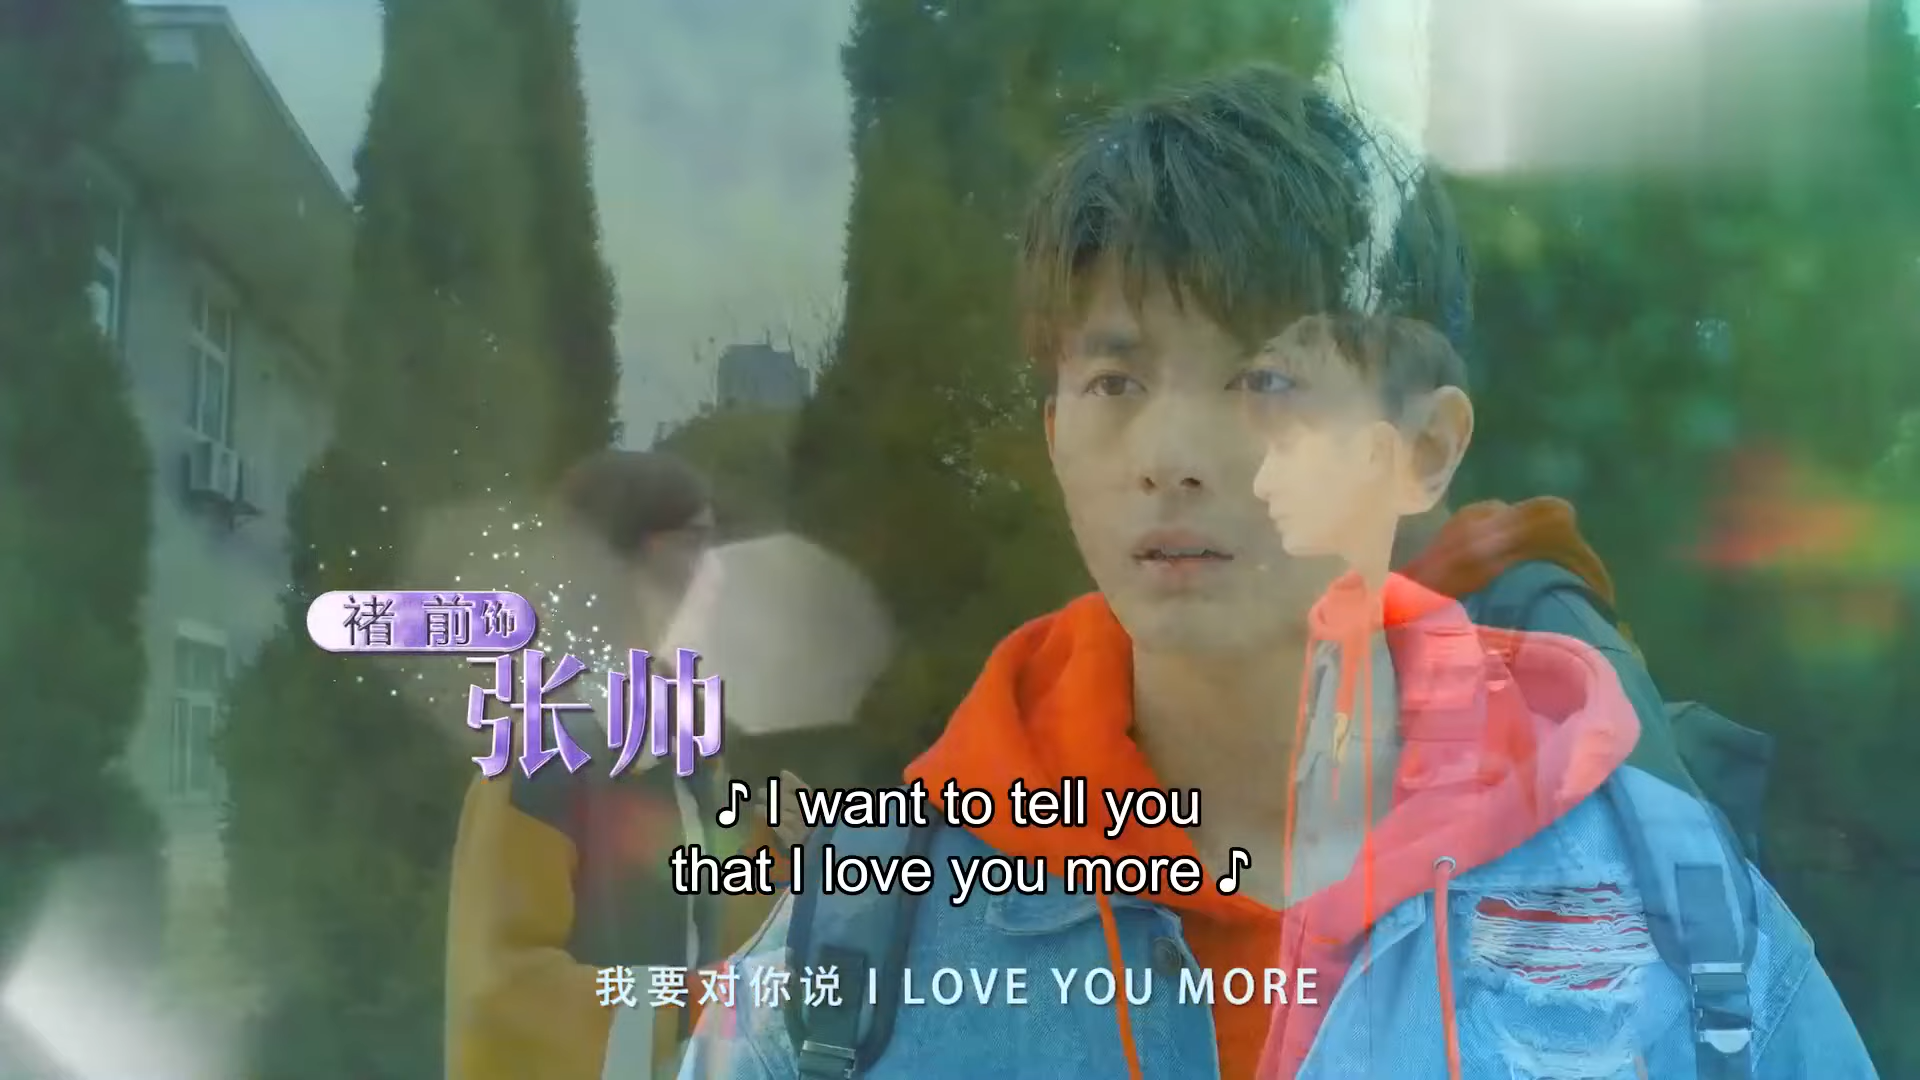 褚 前 饰
张帅
♪ I want to tell you
that I love you more ♪
我要对你说 I LOVE YOU MORE